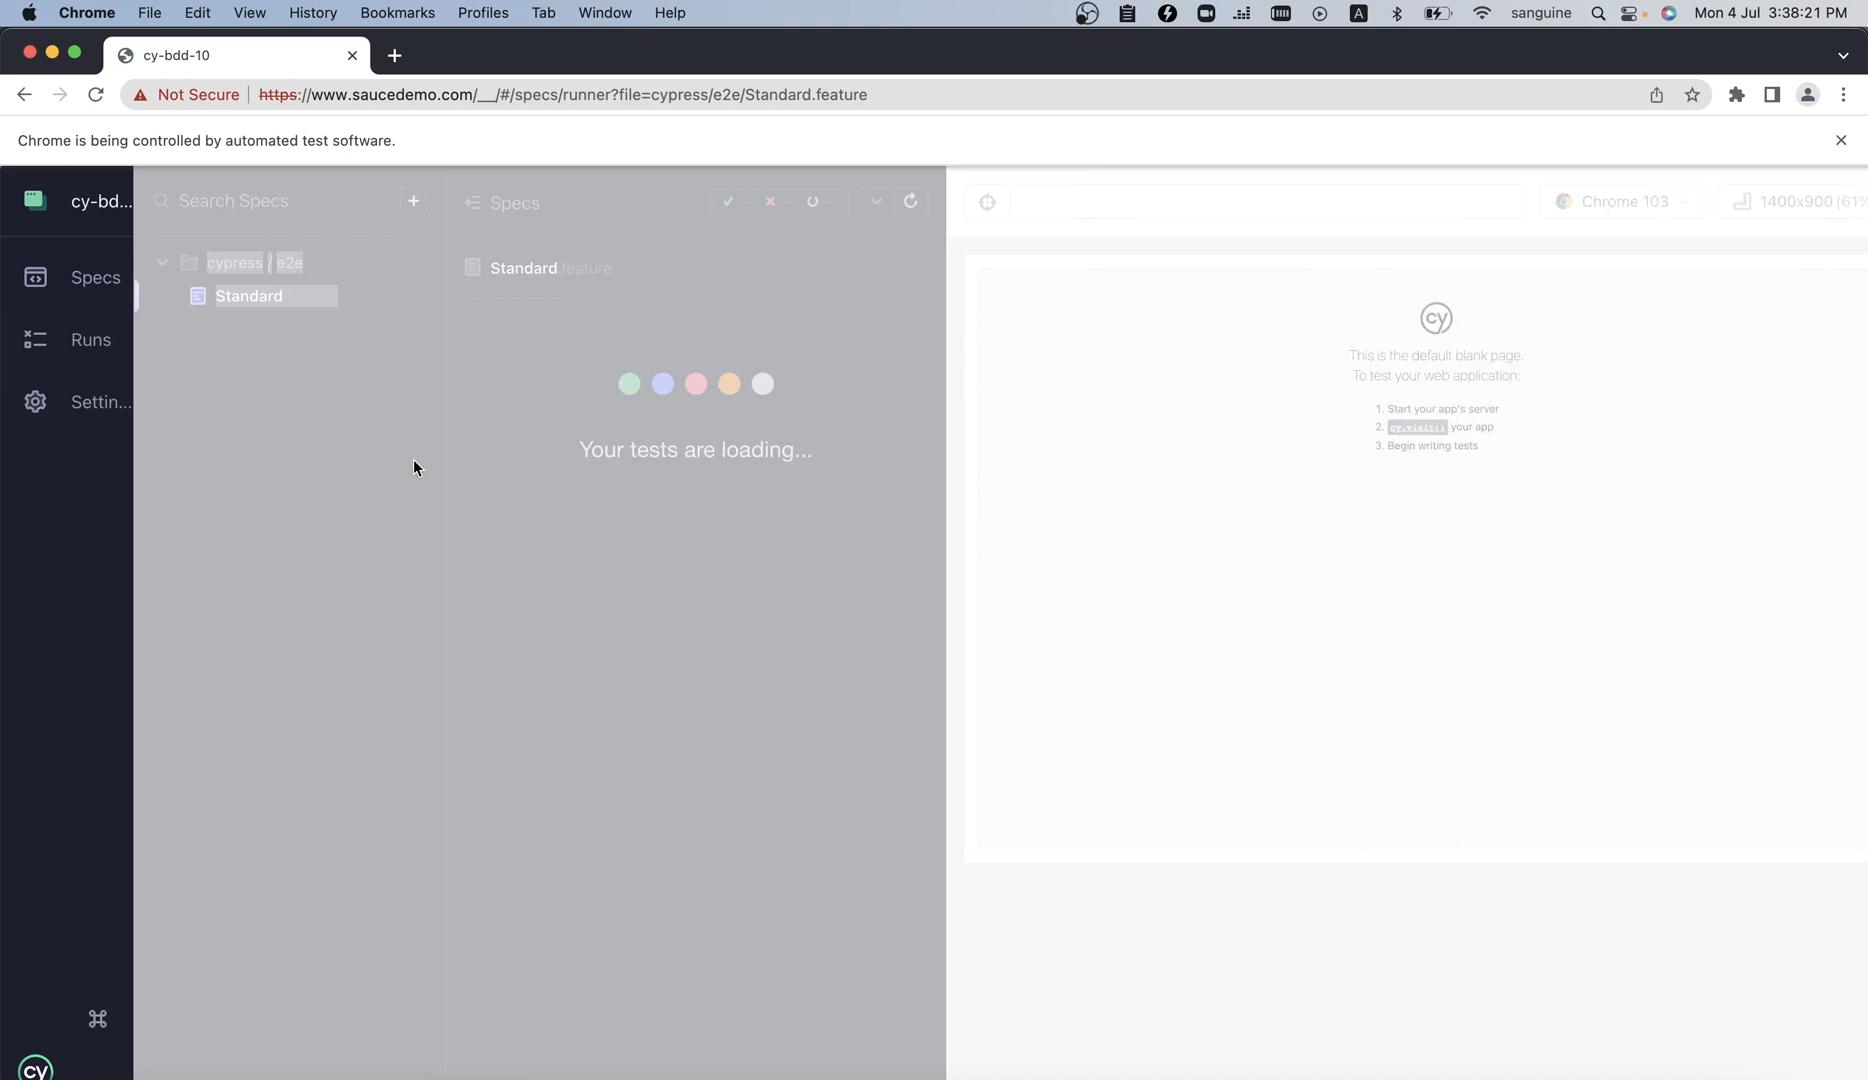 Chrome File Edit View History Bookmarks Profiles Tab Window Help A sanguine Mon 4 Jul 3:38:21 PM
cy-bdd-10
Not Secure https://www.saucedemo.com/__/#/specs/runner?file=cypress/e2e/Standard.feature
Chrome is being controlled by automated test software.
cy-bd... Search Specs + Specs -- -- -- Chrome 103 1400x900 (61%
cypress / e2e
Standard feature
Specs
Standard
Runs
cy
This is the default blank page.
To test your web application:
Settin...
1. Start your app's server
2. cy.visit() your app
3. Begin writing tests
Your tests are loading...
cy